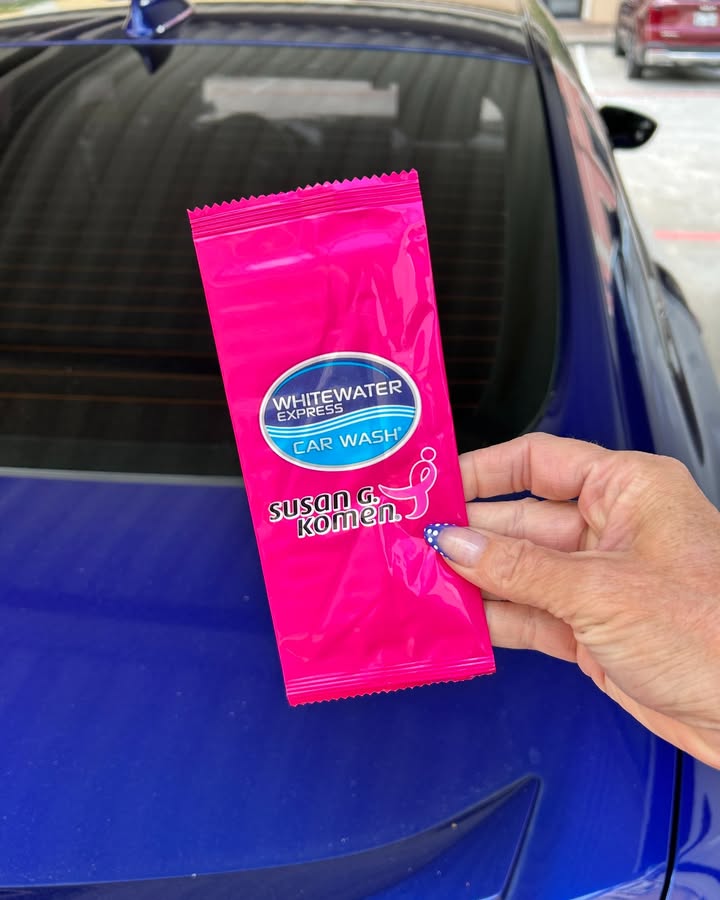 WHITEWATER
EXPRESS
CAR WASH®
susan G.
komen®